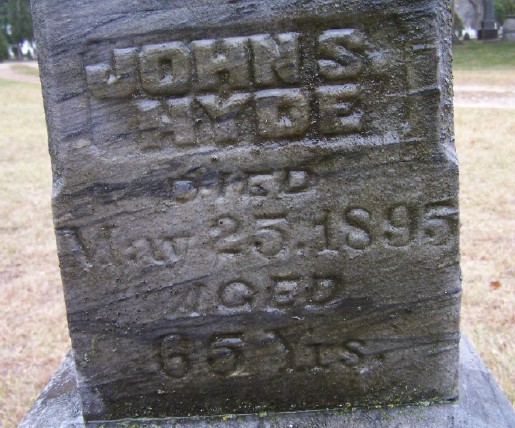 JOHN S.
HYDE
DIED
May 25, 1895
AGED
65 Yrs.